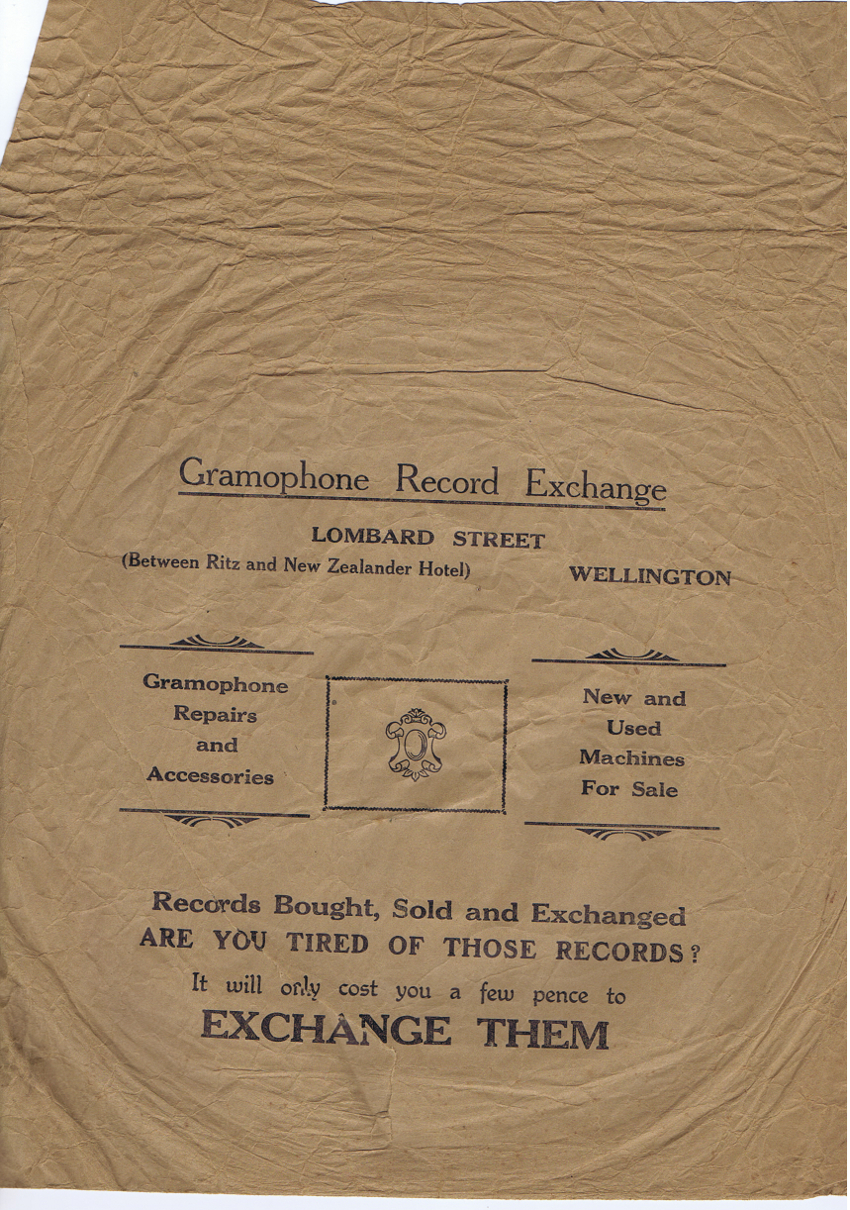 Gramophone Record Exchange
LOMBARD STREET
(Between Ritz and New Zealander Hotel)
WELLINGTON
Gramophone
Repairs
and
Accessories
New and
Used
Machines
For Sale
Records Bought, Sold and Exchanged
ARE YOU TIRED OF THOSE RECORDS?
It will only cost you a few pence to
EXCHANGE THEM